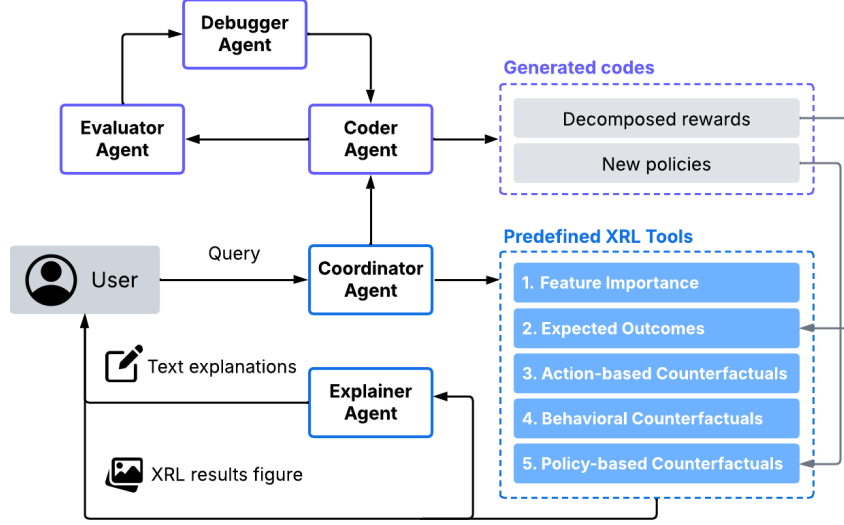 Debugger
Agent
Generated codes
Evaluator
Agent
Coder
Agent
Decomposed rewards
New policies
Predefined XRL Tools
User
Query
Coordinator
Agent
1. Feature Importance
2. Expected Outcomes
3. Action-based Counterfactuals
4. Behavioral Counterfactuals
5. Policy-based Counterfactuals
Text explanations
Explainer
Agent
XRL results figure